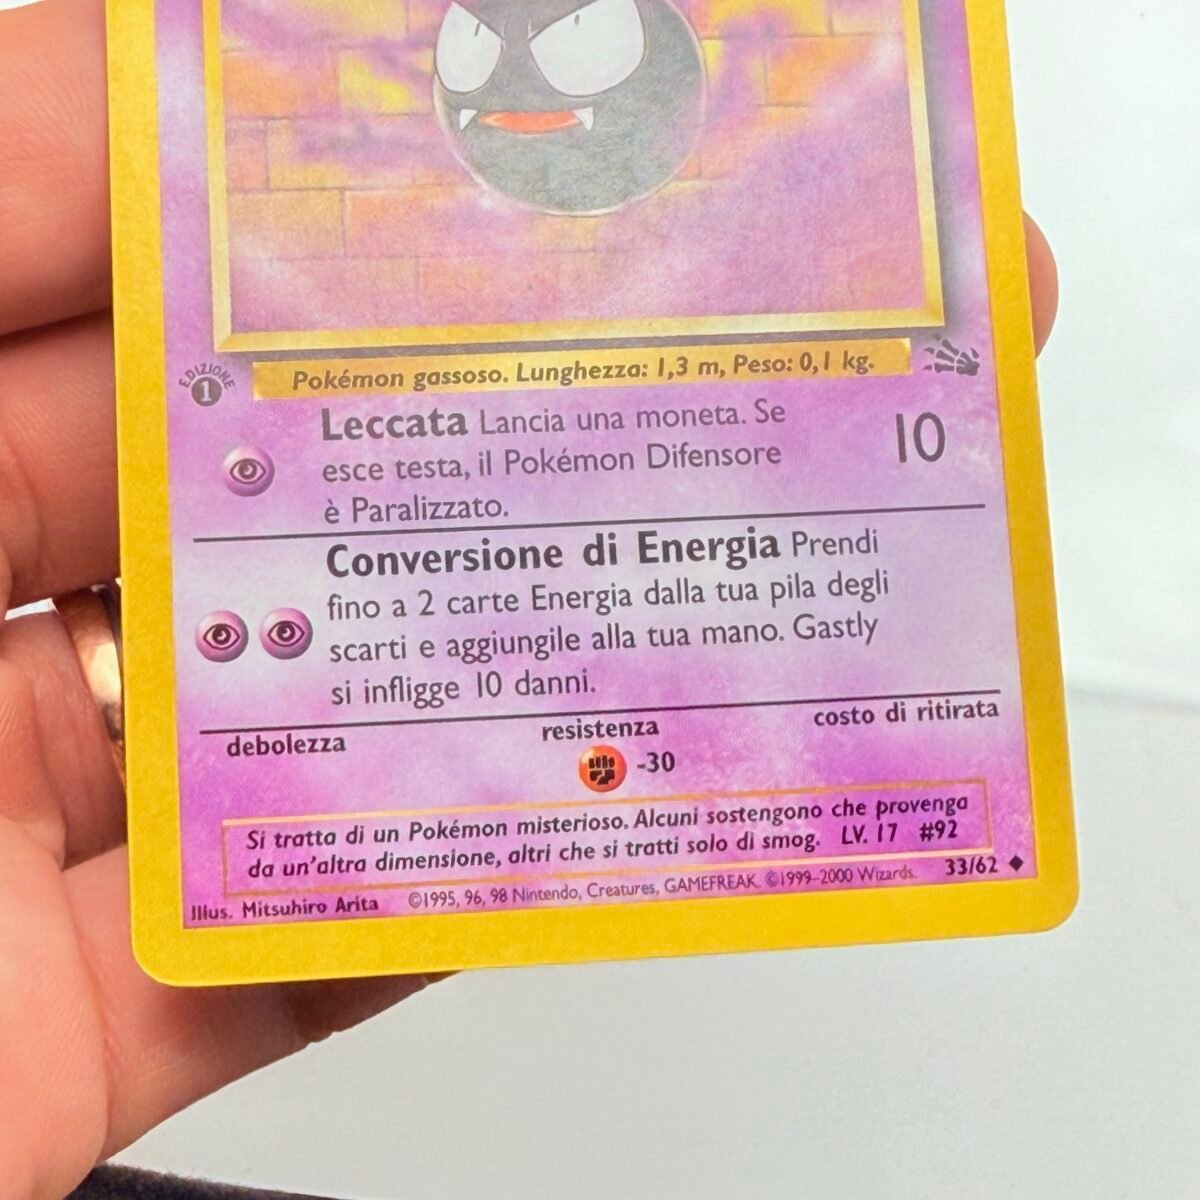 EDIZIONE
1
Pokémon gassoso. Lunghezza: 1,3 m, Peso: 0,1 kg.
Leccata Lancia una moneta. Se
esce testa, il Pokémon Difensore
è Paralizzato.
10
Conversione di Energia Prendi
fino a 2 carte Energia dalla tua pila degli
scarti e aggiungile alla tua mano. Gastly
si infligge 10 danni.
debolezza
resistenza
costo di ritirata
-30
Si tratta di un Pokémon misterioso. Alcuni sostengono che provenga
da un'altra dimensione, altri che si tratti solo di smog. LV. 17 #92
Illus. Mitsuhiro Arita ©1995, 96, 98 Nintendo, Creatures, GAMEFREAK. ©1999-2000 Wizards. 33/62